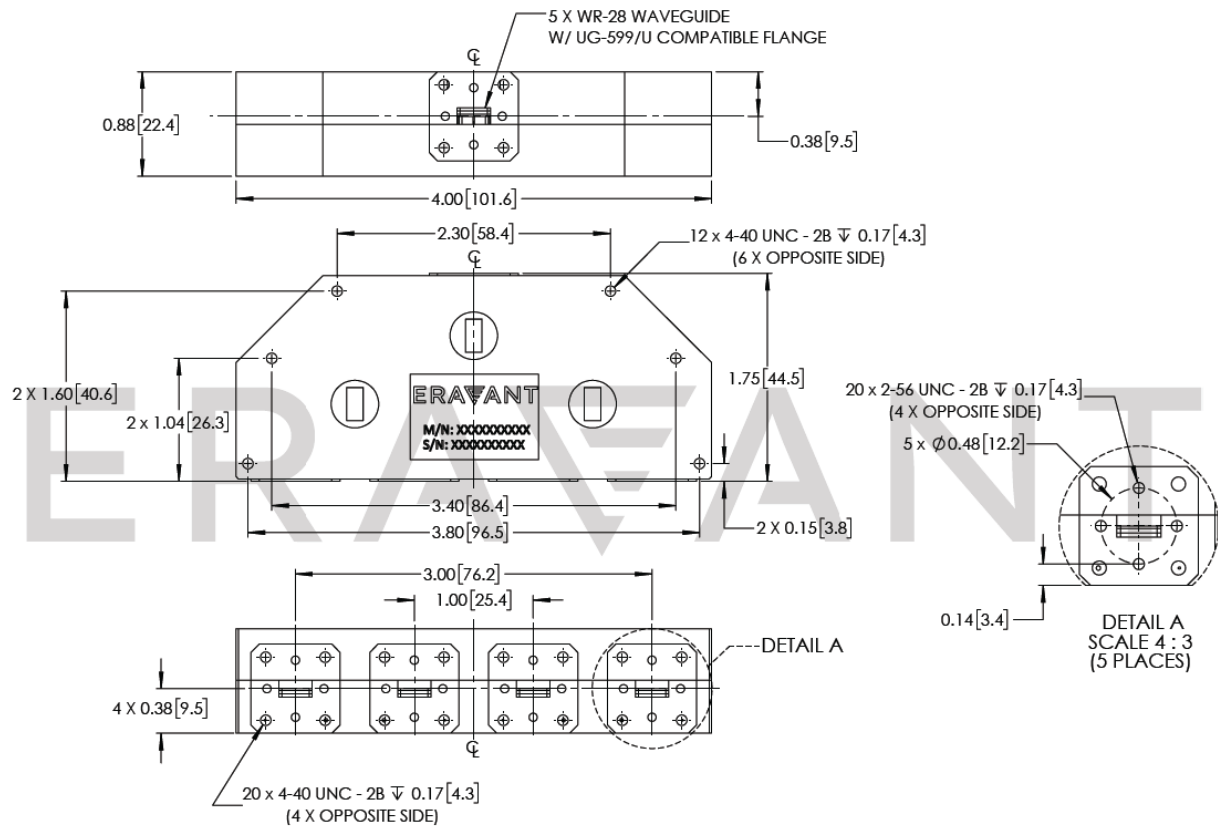 5 X WR-28 WAVEGUIDE
W/ UG-599/U COMPATIBLE FLANGE
℄
0.88[22.4]
0.38[9.5]
4.00[101.6]
2.30[58.4]
℄
12 x 4-40 UNC - 2B ↧ 0.17[4.3]
(6 X OPPOSITE SIDE)
2 X 1.60[40.6]
2 x 1.04[26.3]
1.75[44.5]
ERAVANT
M/N: XXXXXXXXXX
S/N: XXXXXXXXXX
3.40[86.4]
3.80[96.5]
2 X 0.15[3.8]
20 x 2-56 UNC - 2B ↧ 0.17[4.3]
(4 X OPPOSITE SIDE)
5 x ⌀0.48[12.2]
0.14[3.4]
DETAIL A
SCALE 4 : 3
(5 PLACES)
ERAVANT
3.00[76.2]
1.00[25.4]
DETAIL A
4 X 0.38[9.5]
℄
20 x 4-40 UNC - 2B ↧ 0.17[4.3]
(4 X OPPOSITE SIDE)